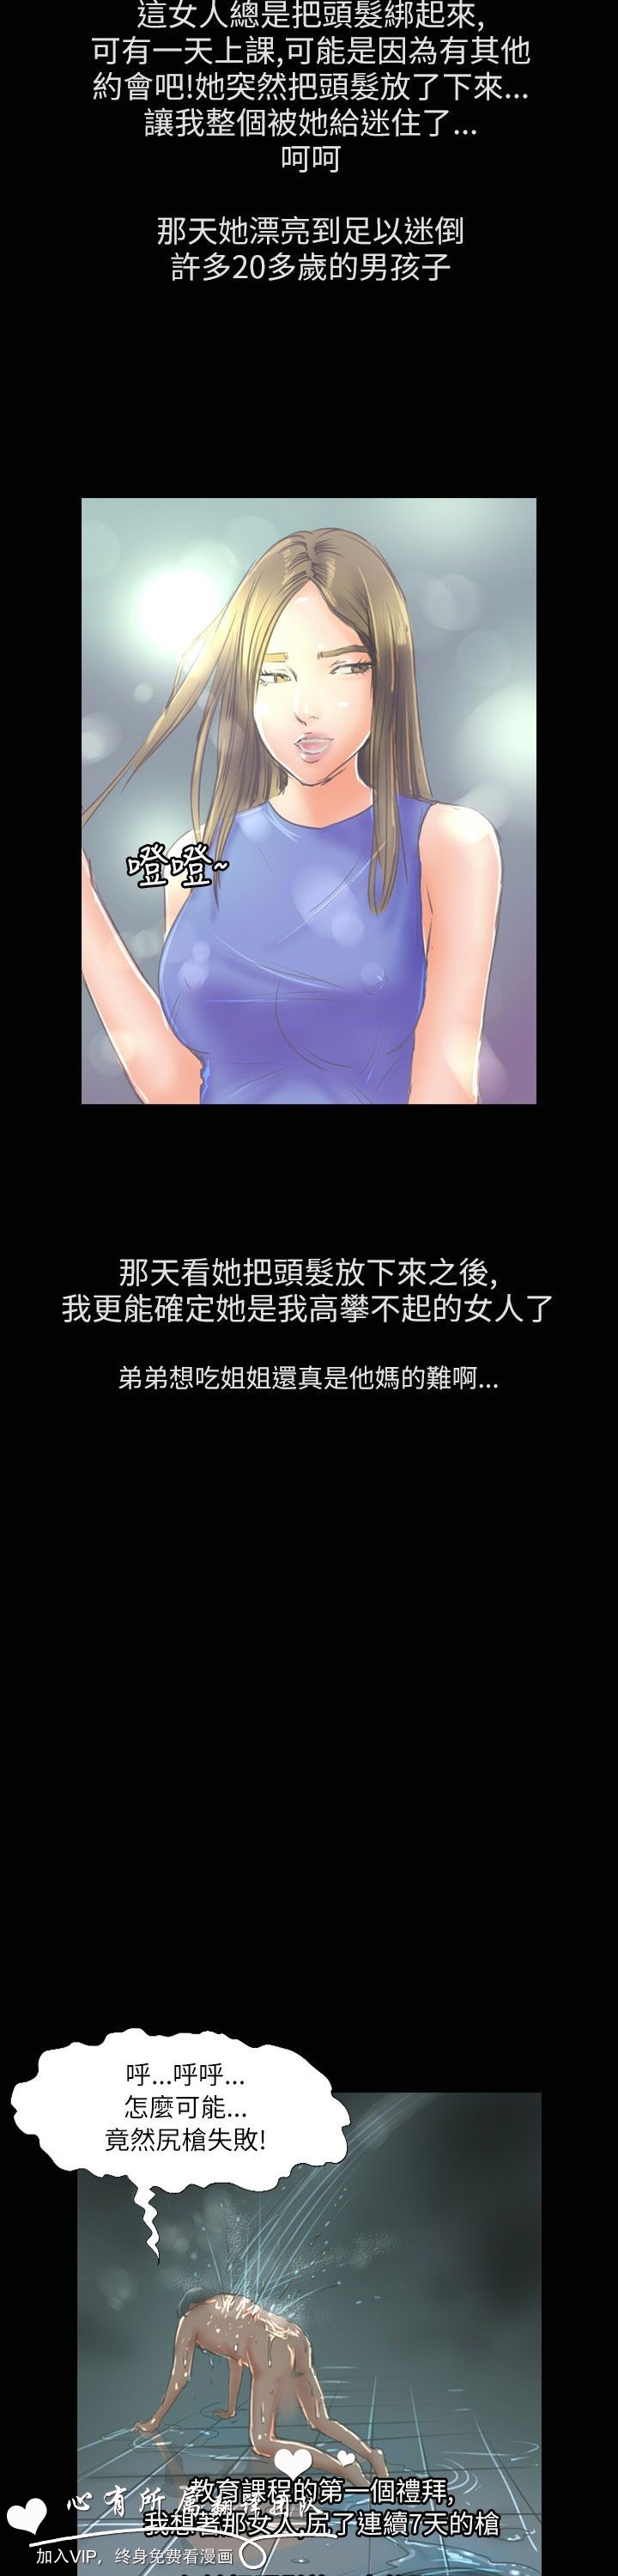 這女人總是把頭髮綁起來,
可有一天上課,可能是因為有其他
約會吧!她突然把頭髮放了下來...
讓我整個被她給迷住了...
呵呵
那天她漂亮到足以迷倒
許多20多歲的男孩子
噔噔~
那天看她把頭髮放下來之後,
我更能確定她是我高攀不起的女人了
弟弟想吃姐姐還真是他媽的難啊...
呼...呼呼...
怎麼可能...
竟然尻槍失敗!
教育課程的第一個禮拜,
我想著那女人,尻了連續7天的槍
心有所属翻译团队
加入VIP，终身免费看漫画